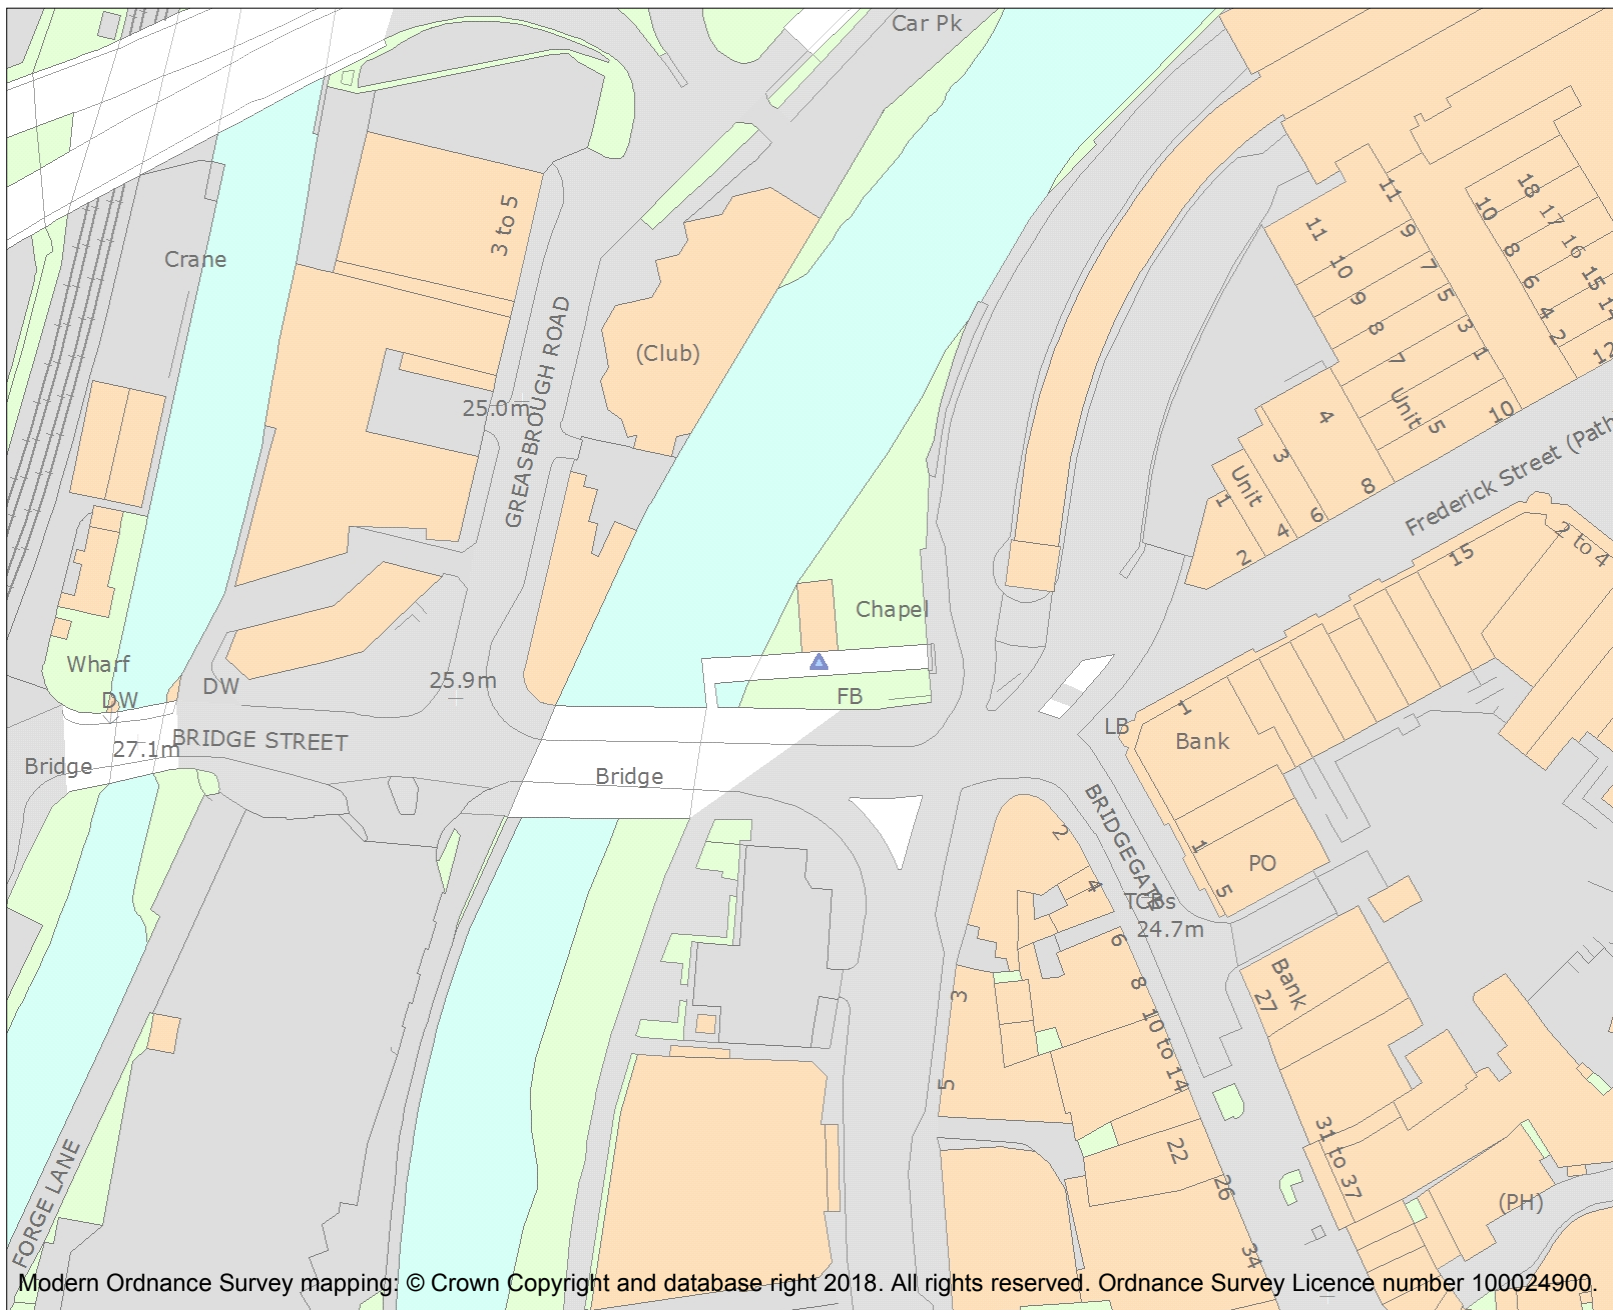 Car Pk
Crane
3 to 5
GREASBROUGH ROAD
(Club)
25.0m
11
11
10
9
9
8
7
7
5
3
1
Unit
5
10
18
17
16
15
10
8
6
4
2
12
4
3
Unit
1
2
4
6
8
Frederick Street (Path
15
2 to 4
Chapel
FB
Wharf
DW
DW
25.9m
27.1m
BRIDGE STREET
Bridge
Bridge
LB
1
Bank
BRIDGEGATE
1
PO
5
2
4
TCBs
24.7m
6
8
10 to 14
3
5
Bank
27
22
26
34
31 to 37
(PH)
FORGE LANE
Modern Ordnance Survey mapping: © Crown Copyright and database right 2018. All rights reserved. Ordnance Survey Licence number 100024900.